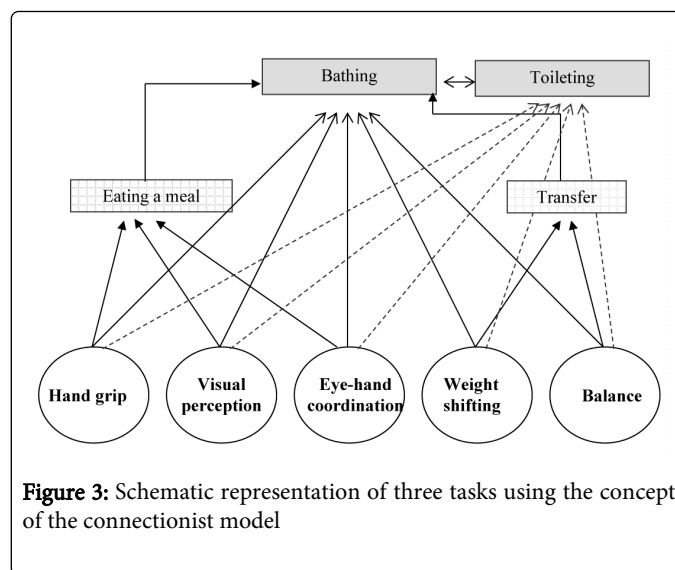 Bathing
Toileting
Eating a meal
Transfer
Hand grip
Visual
perception
Eye-hand
coordination
Weight
shifting
Balance
Figure 3: Schematic representation of three tasks using the concept
of the connectionist model